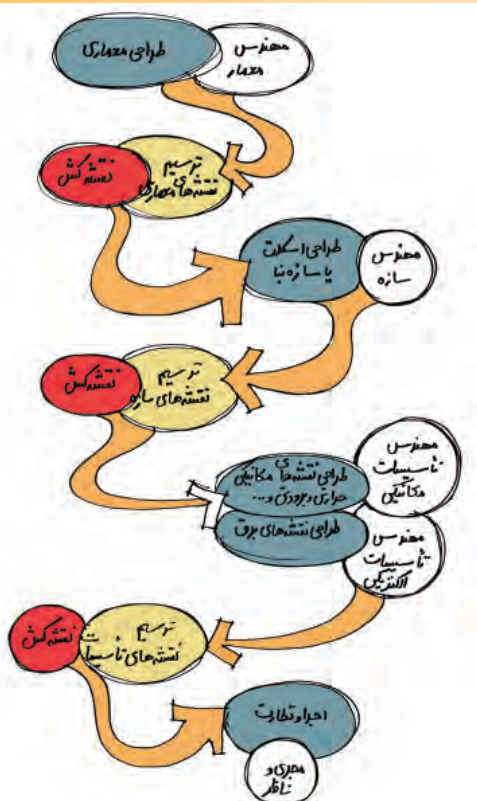 مهندس
معمار
طراحی معماری
ترسیم
نقشه‌های معماری
نقشه‌کش
مهندس
سازه
طراحی اسکلت
یا سازه بنا
ترسیم
نقشه‌های سازه
نقشه‌کش
مهندس
تأسیسات
مکانیکی
طراحی نقشه‌های مکانیکی
حرارتی و برودتی و ...
مهندس
تأسیسات
الکتریکی
طراحی نقشه‌های برق
ترسیم
نقشه‌های تأسیسات
نقشه‌کش
اجرا و نظارت
مجری و
ناظر